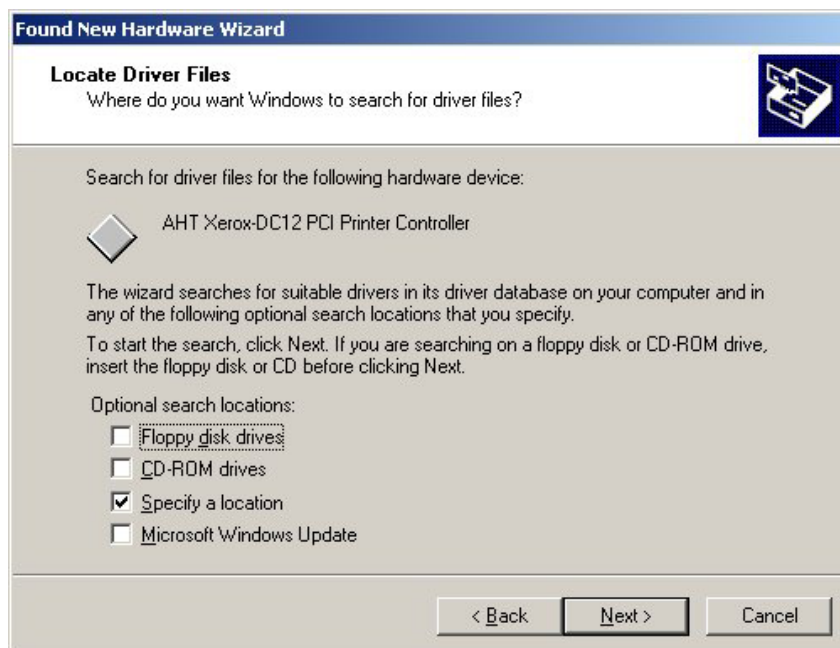 Found New Hardware Wizard
Locate Driver Files
Where do you want Windows to search for driver files?
Search for driver files for the following hardware device:
AHT Xerox-DC12 PCI Printer Controller
The wizard searches for suitable drivers in its driver database on your computer and in
any of the following optional search locations that you specify.
To start the search, click Next. If you are searching on a floppy disk or CD-ROM drive,
insert the floppy disk or CD before clicking Next.
Optional search locations:
Floppy disk drives
CD-ROM drives
Specify a location
Microsoft Windows Update
< Back Next > Cancel